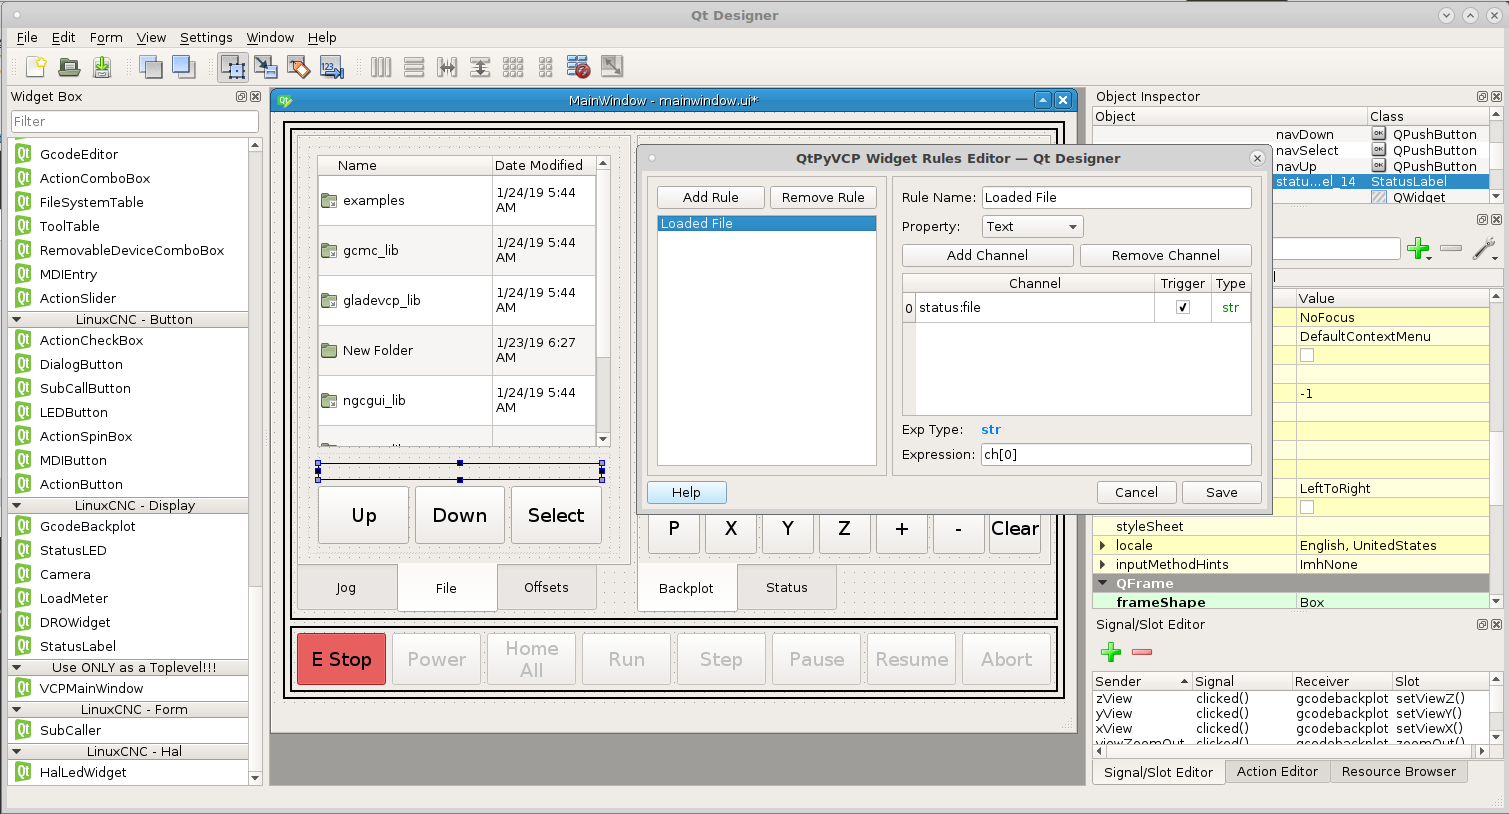 Qt Designer
File Edit Form View Settings Window Help
Widget Box
Filter
GcodeEditor
ActionComboBox
FileSystemTable
ToolTable
RemovableDeviceComboBox
MDIEntry
ActionSlider
LinuxCNC - Button
ActionCheckBox
DialogButton
SubCallButton
LEDButton
ActionSpinBox
MDIButton
ActionButton
LinuxCNC - Display
GcodeBackplot
StatusLED
Camera
LoadMeter
DROWidget
StatusLabel
Use ONLY as a Toplevel!!!
VCPMainWindow
LinuxCNC - Form
SubCaller
LinuxCNC - Hal
HalLedWidget
MainWindow - mainwindow.ui*
Name Date Modified
examples 1/24/19 5:44 AM
gcmc_lib 1/24/19 5:44 AM
gladevcp_lib 1/24/19 5:44 AM
New Folder 1/23/19 6:27 AM
ngcgui_lib 1/24/19 5:44 AM
Up Down Select
Jog File Offsets
P X Y Z + - Clear
Backplot Status
E Stop Power Home All Run Step Pause Resume Abort
QtPyVCP Widget Rules Editor — Qt Designer
Add Rule Remove Rule
Loaded File
Rule Name: Loaded File
Property: Text
Add Channel Remove Channel
Channel Trigger Type
0 status:file str
Exp Type: str
Expression: ch[0]
Help Cancel Save
Object Inspector
Object Class
navDown QPushButton
navSelect QPushButton
navUp QPushButton
statu...el_14 StatusLabel
QWidget
Value
NoFocus
DefaultContextMenu
-1
LeftToRight
styleSheet
locale English, UnitedStates
inputMethodHints ImhNone
QFrame
frameShape Box
Signal/Slot Editor
Sender Signal Receiver Slot
zView clicked() gcodebackplot setViewZ()
yView clicked() gcodebackplot setViewY()
xView clicked() gcodebackplot setViewX()
viewZoomOut clicked() gcodebackplot zoomOut()
Signal/Slot Editor Action Editor Resource Browser